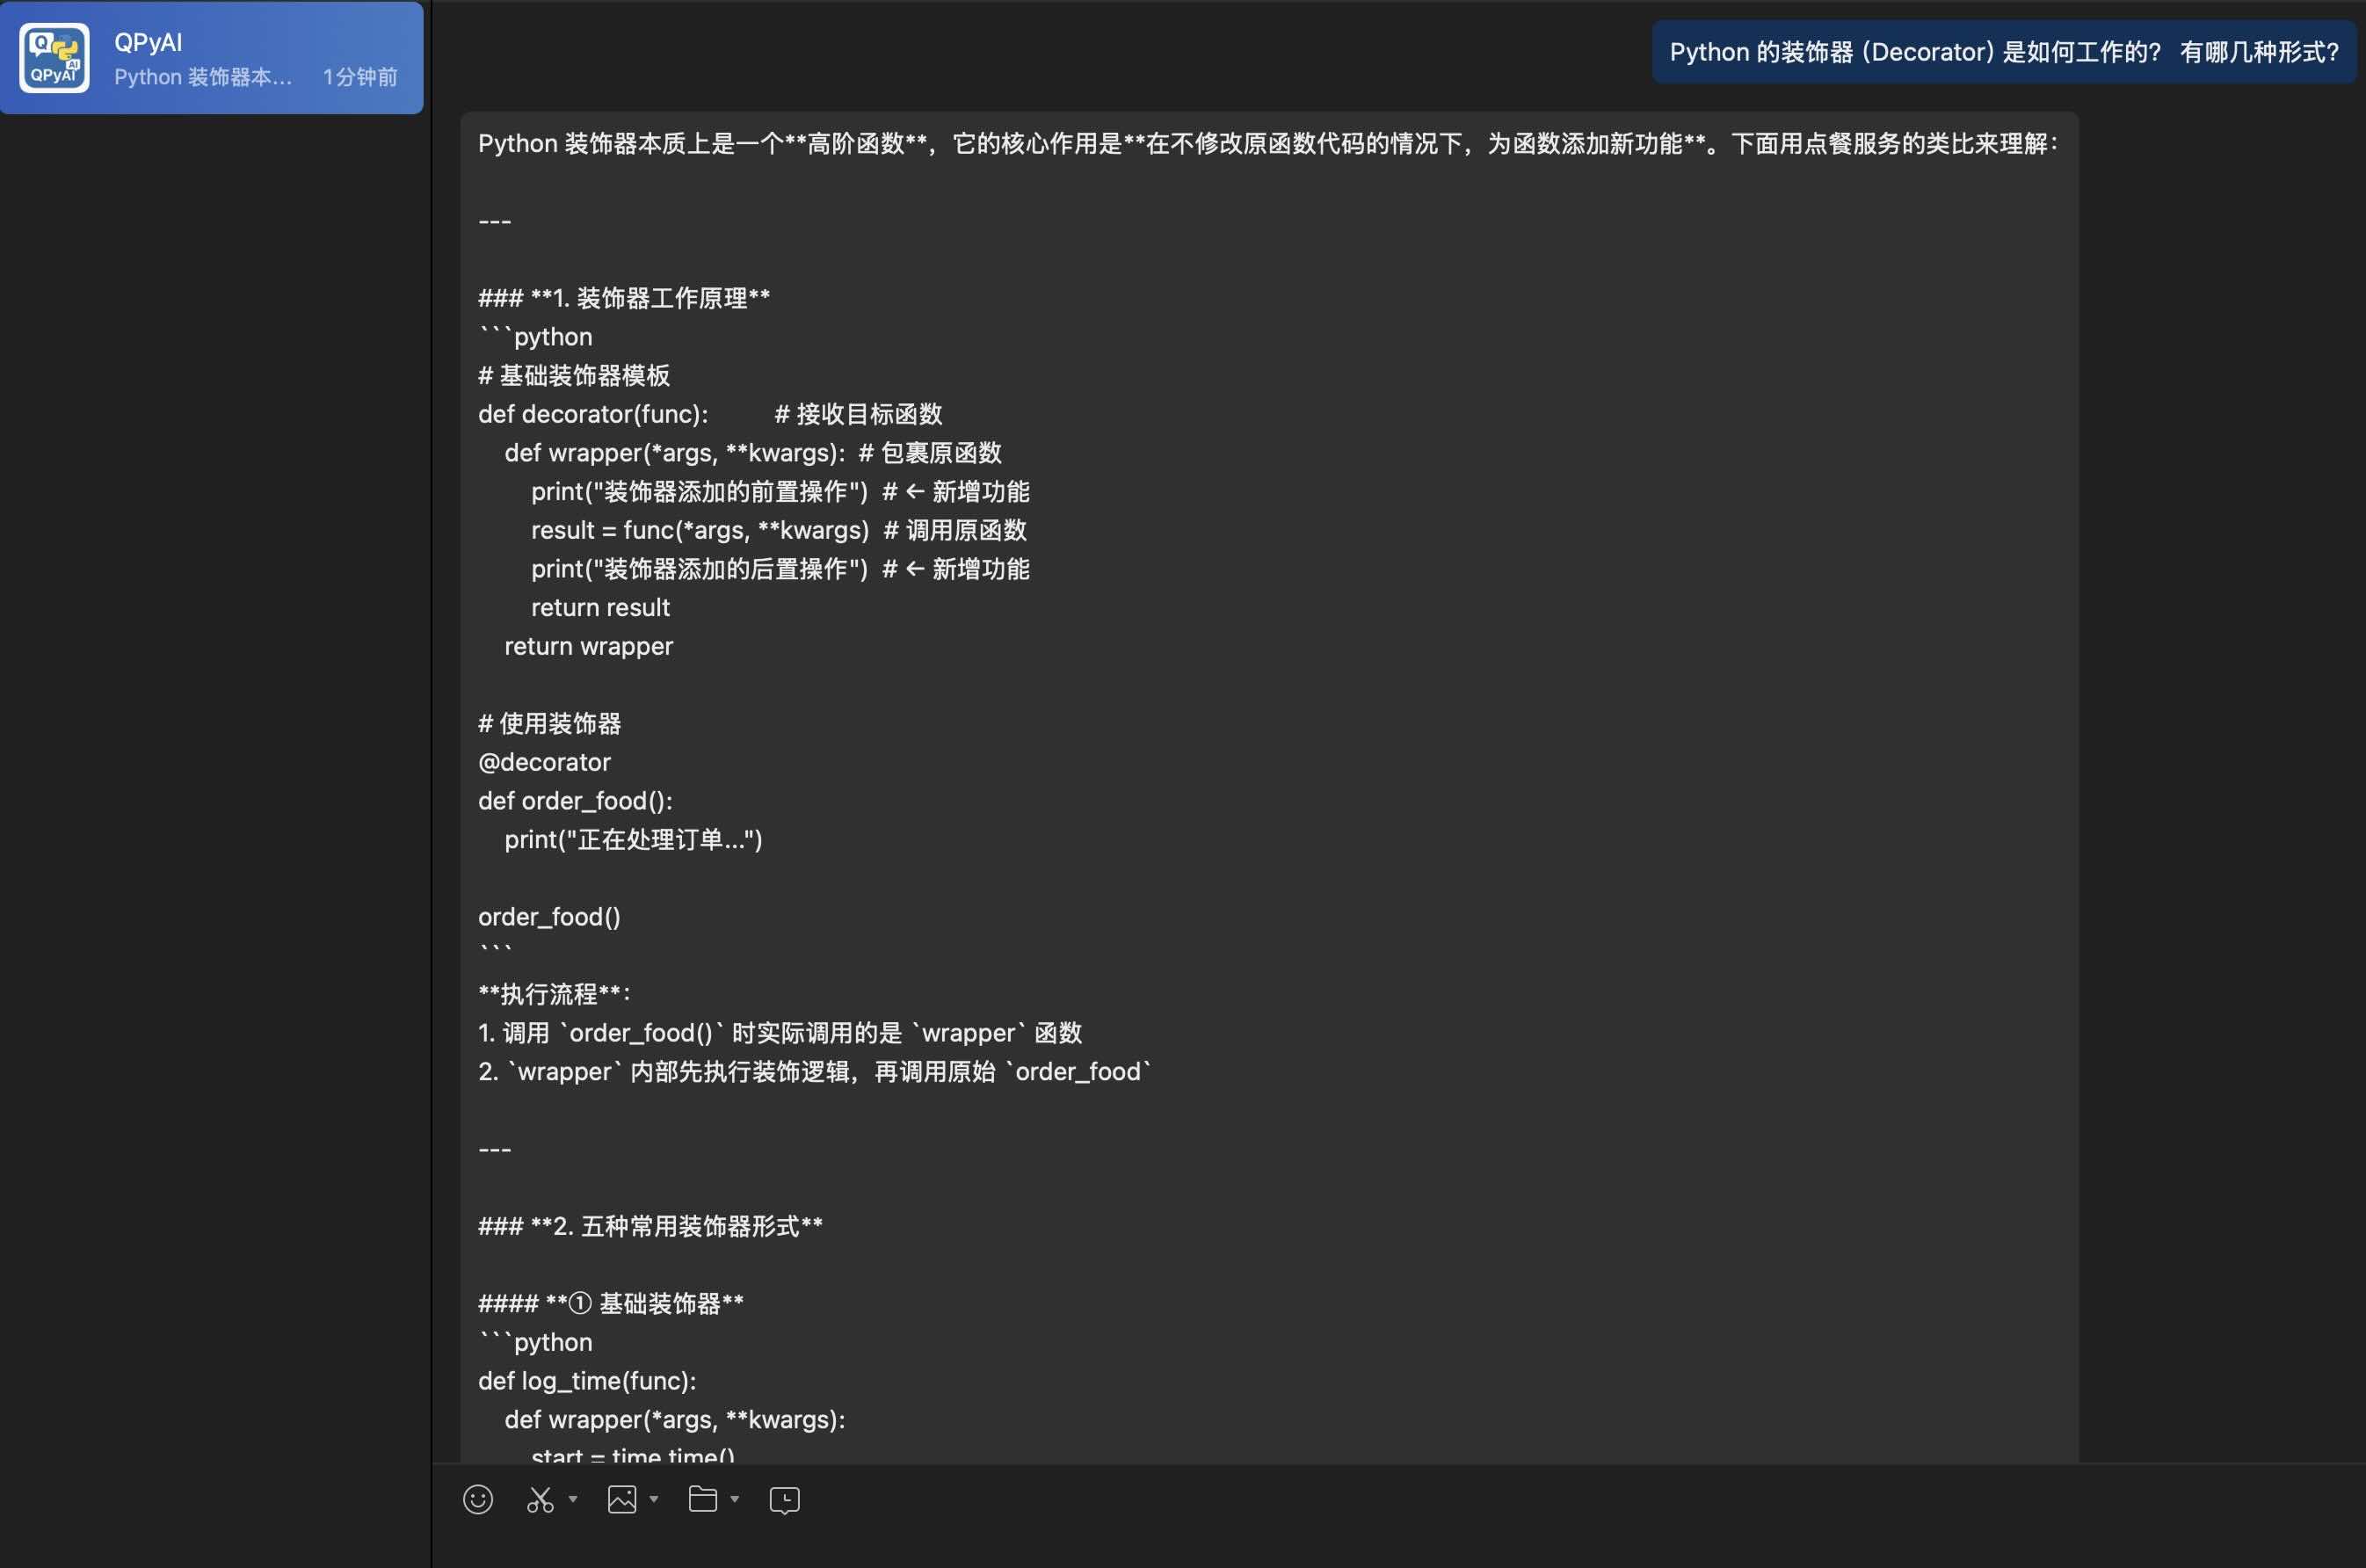 QPyAI
QPyAI
Python 装饰器本...
1分钟前
Python 的装饰器 (Decorator) 是如何工作的？ 有哪几种形式?
Python 装饰器本质上是一个**高阶函数**，它的核心作用是**在不修改原函数代码的情况下，为函数添加新功能**。下面用点餐服务的类比来理解：
---
### **1. 装饰器工作原理**
```python
# 基础装饰器模板
def decorator(func):          # 接收目标函数
    def wrapper(*args, **kwargs):  # 包裹原函数
        print("装饰器添加的前置操作")  # ← 新增功能
        result = func(*args, **kwargs)  # 调用原函数
        print("装饰器添加的后置操作")  # ← 新增功能
        return result
    return wrapper
# 使用装饰器
@decorator
def order_food():
    print("正在处理订单...")
order_food()
```
**执行流程**：
1. 调用 `order_food()` 时实际调用的是 `wrapper` 函数
2. `wrapper` 内部先执行装饰逻辑，再调用原始 `order_food`
---
### **2. 五种常用装饰器形式**
#### **① 基础装饰器**
```python
def log_time(func):
    def wrapper(*args, **kwargs):
        start = time.time()